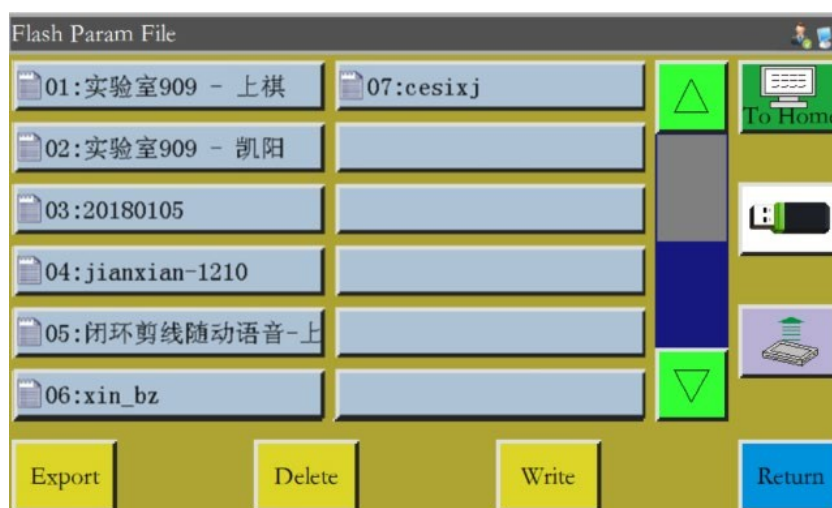 Flash Param File
01:实验室909 - 上祺
07:cesixj
To Home
02:实验室909 - 凯阳
03:20180105
04:jianxian-1210
05:闭环剪线随动语音-上
06:xin_bz
Export
Delete
Write
Return